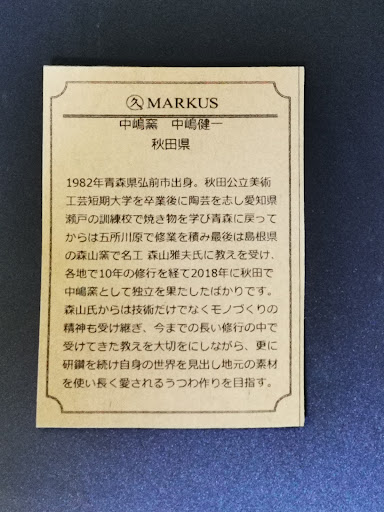 久 MARKUS
中嶋窯 中嶋健一
秋田県
1982年青森県弘前市出身。秋田公立美術
工芸短期大学を卒業後に陶芸を志し愛知県
瀬戸の訓練校で焼き物を学び青森に戻って
からは五所川原で修業を積み最後は島根県
の森山窯で名工 森山雅夫氏に教えを受け、
各地で10年の修行を経て2018年に秋田で
中嶋窯として独立を果たしたばかりです。
森山氏からは技術だけでなくモノづくりの
精神も受け継ぎ、今までの長い修行の中で
受けてきた教えを大切をにしながら、更に
研鑽を続け自身の世界を見出し地元の素材
を使い長く愛されるうつわ作りを目指す。